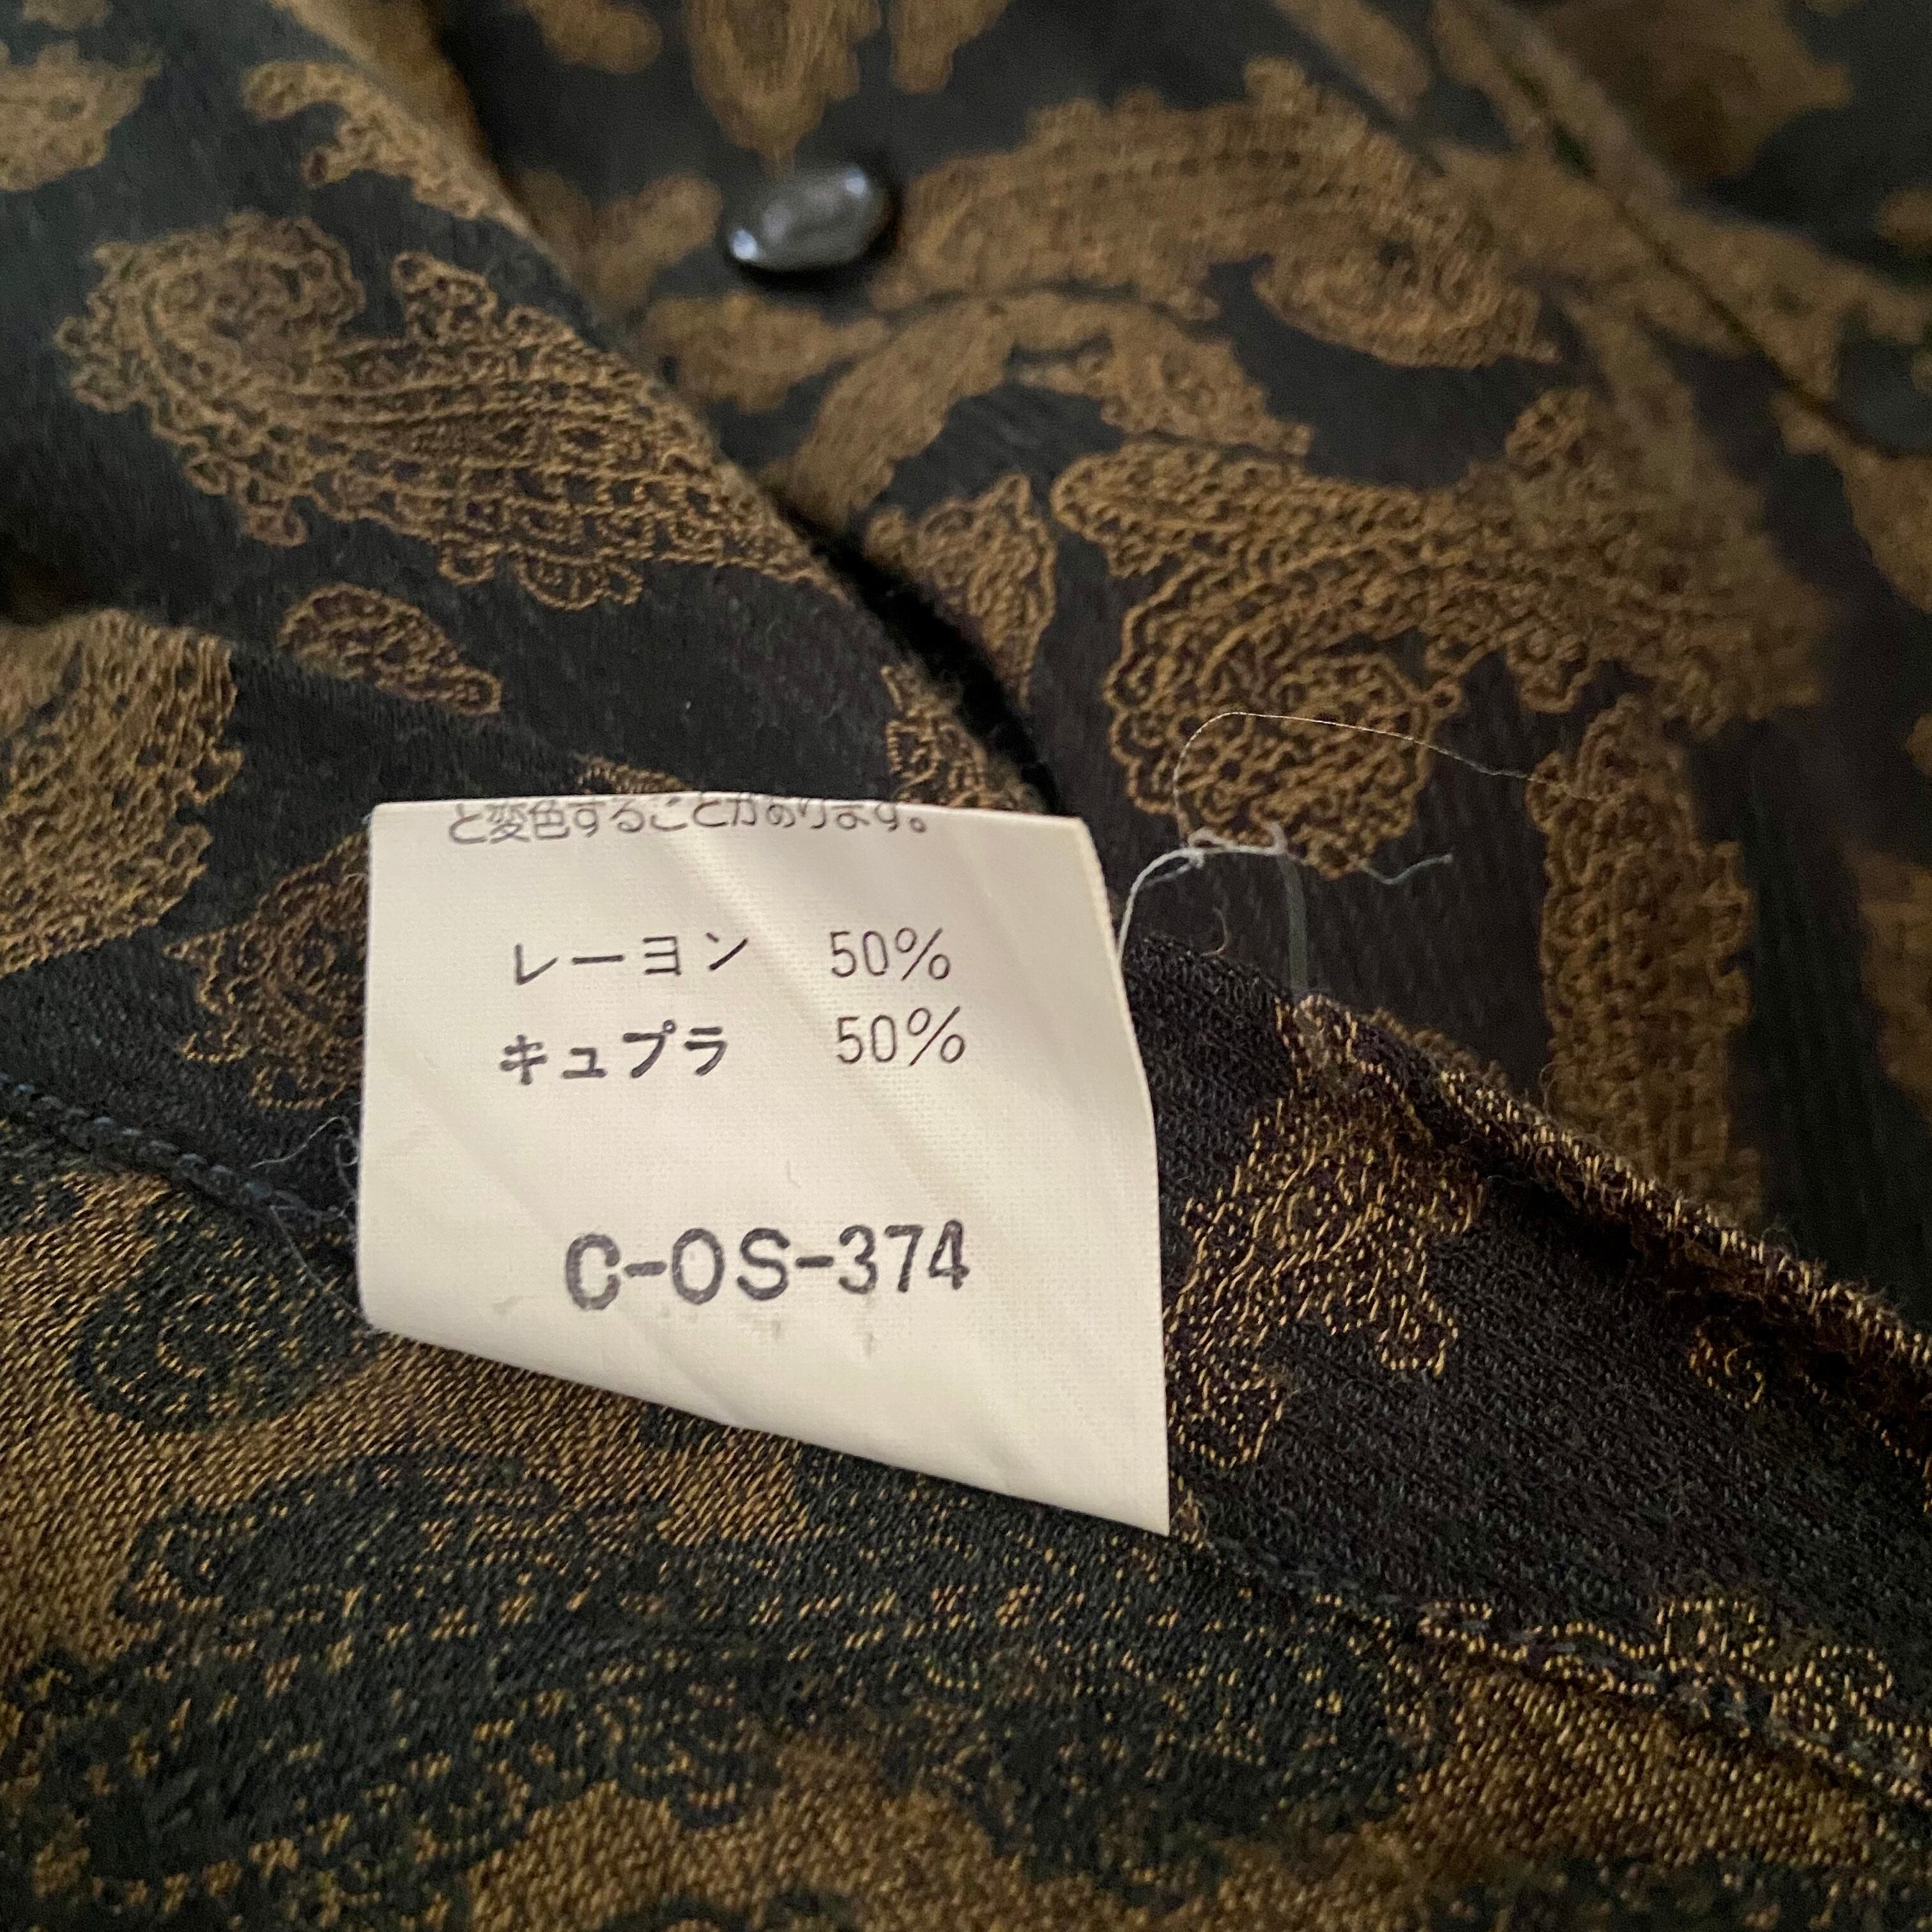 と変色することがあります。
レーヨン 50%
キュプラ 50%
C-OS-374